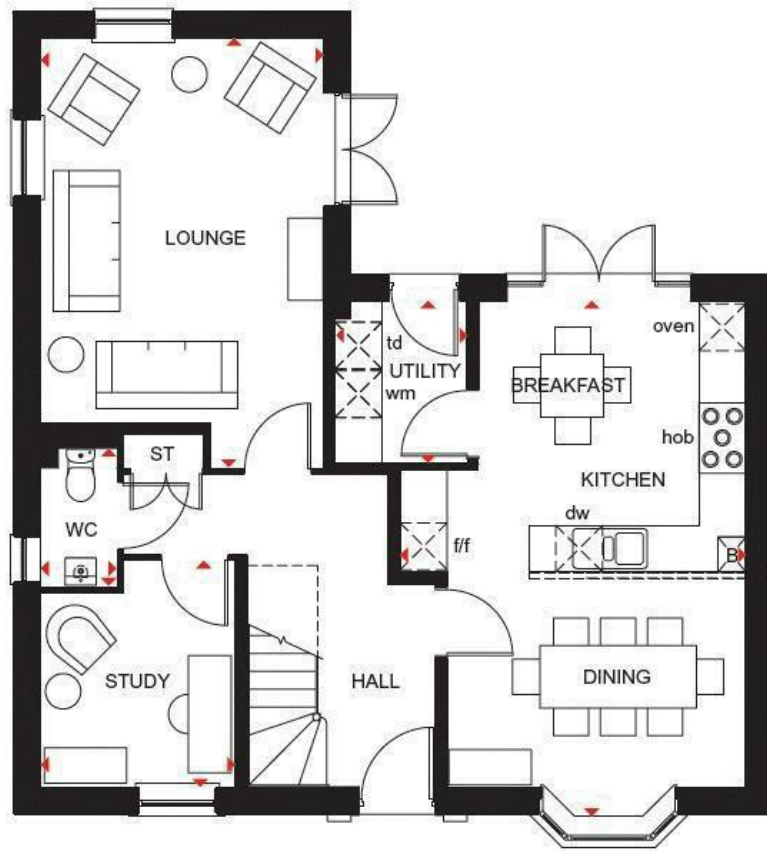 LOUNGE
td
UTILITY
wm
oven
BREAKFAST
hob
KITCHEN
ST
WC
f/f
dw
B
STUDY
HALL
DINING